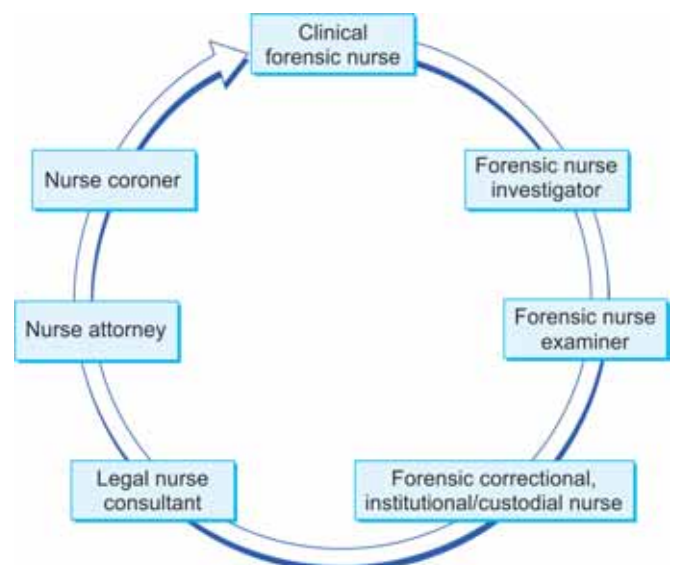 Clinical
forensic nurse
Forensic nurse
investigator
Forensic nurse
examiner
Forensic correctional,
institutional/custodial nurse
Legal nurse
consultant
Nurse attorney
Nurse coroner